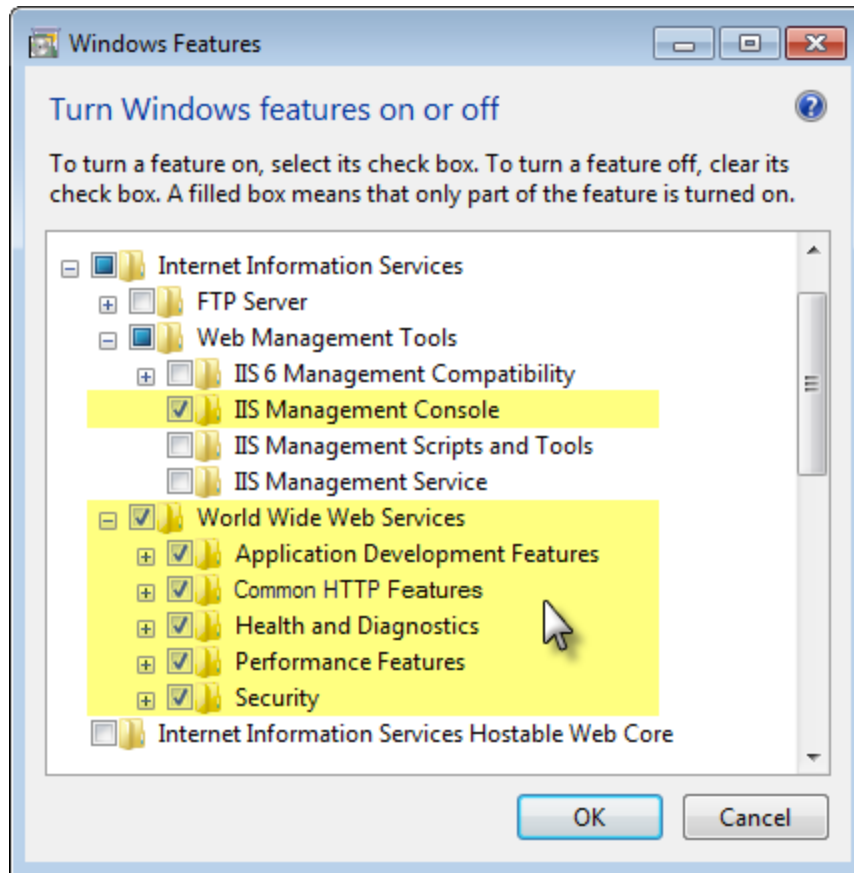 Windows Features
Turn Windows features on or off
To turn a feature on, select its check box. To turn a feature off, clear its
check box. A filled box means that only part of the feature is turned on.
Internet Information Services
FTP Server
Web Management Tools
IIS 6 Management Compatibility
IIS Management Console
IIS Management Scripts and Tools
IIS Management Service
World Wide Web Services
Application Development Features
Common HTTP Features
Health and Diagnostics
Performance Features
Security
Internet Information Services Hostable Web Core
OK Cancel